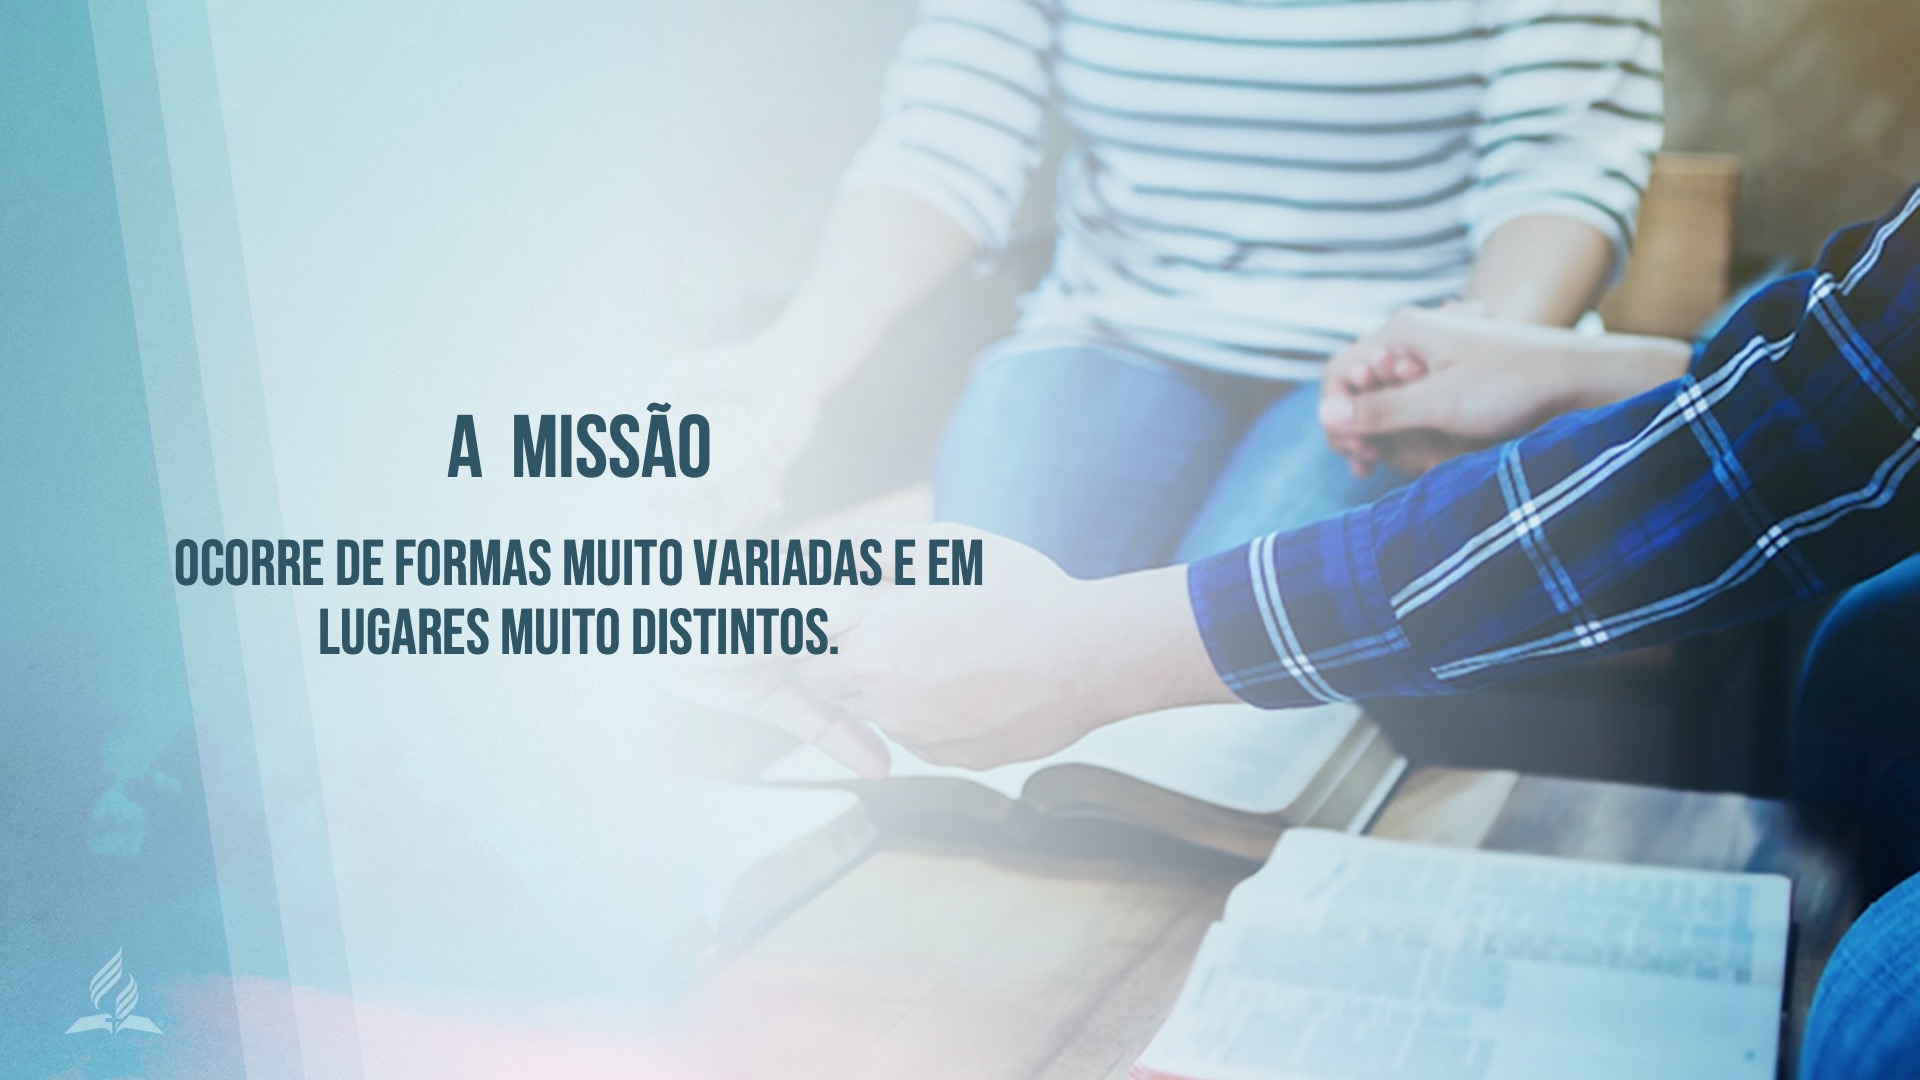 A MISSÃO
OCORRE DE FORMAS MUITO VARIADAS E EM
LUGARES MUITO DISTINTOS.